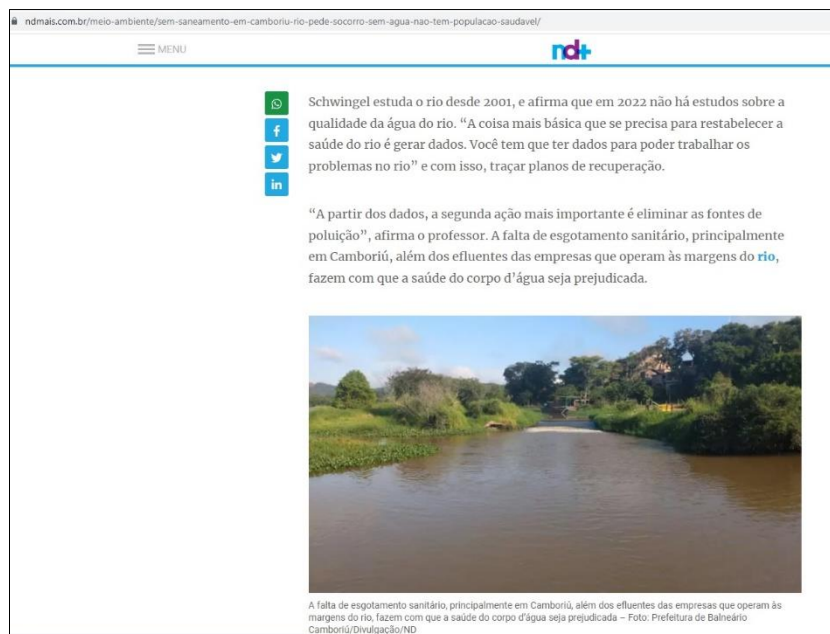 ndmais.com.br/meio-ambiente/sem-saneamento-em-camboriu-rio-pede-socorro-sem-agua-nao-tem-populacao-saudavel/
MENU
nd+
Schwingel estuda o rio desde 2001, e afirma que em 2022 não há estudos sobre a
qualidade da água do rio. “A coisa mais básica que se precisa para restabelecer a
saúde do rio é gerar dados. Você tem que ter dados para poder trabalhar os
problemas no rio” e com isso, traçar planos de recuperação.
“A partir dos dados, a segunda ação mais importante é eliminar as fontes de
poluição”, afirma o professor. A falta de esgotamento sanitário, principalmente
em Camboriú, além dos efluentes das empresas que operam às margens do rio,
fazem com que a saúde do corpo d’água seja prejudicada.
A falta de esgotamento sanitário, principalmente em Camboriú, além dos efluentes das empresas que operam às
margens do rio, fazem com que a saúde do corpo d’água seja prejudicada – Foto: Prefeitura de Balneário
Camboriú/Divulgação/ND